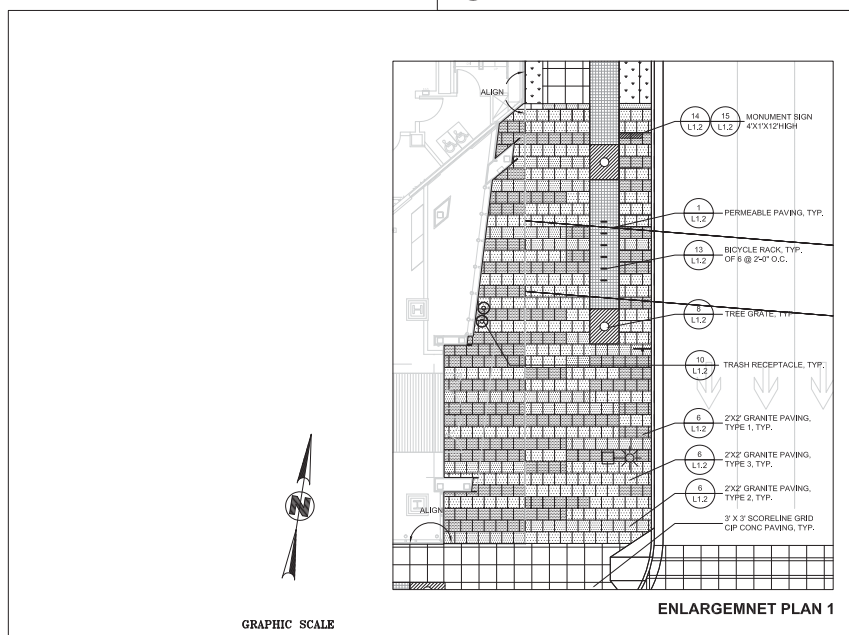 ALIGN
14
L1.2
15
L1.2
MONUMENT SIGN
4'X1'X12'HIGH
1
L1.2
PERMEABLE PAVING, TYP.
13
L1.2
BICYCLE RACK, TYP.
OF 6 @ 2'-0" O.C.
8
L1.2
TREE GRATE, TYP.
10
L1.2
TRASH RECEPTACLE, TYP.
6
L1.2
2'X2' GRANITE PAVING,
TYPE 1, TYP.
6
L1.2
2'X2' GRANITE PAVING,
TYPE 3, TYP.
6
L1.2
2'X2' GRANITE PAVING,
TYPE 2, TYP.
3' X 3' SCORELINE GRID
CIP CONC PAVING, TYP.
ALIGN
N
ENLARGEMNET PLAN 1
GRAPHIC SCALE